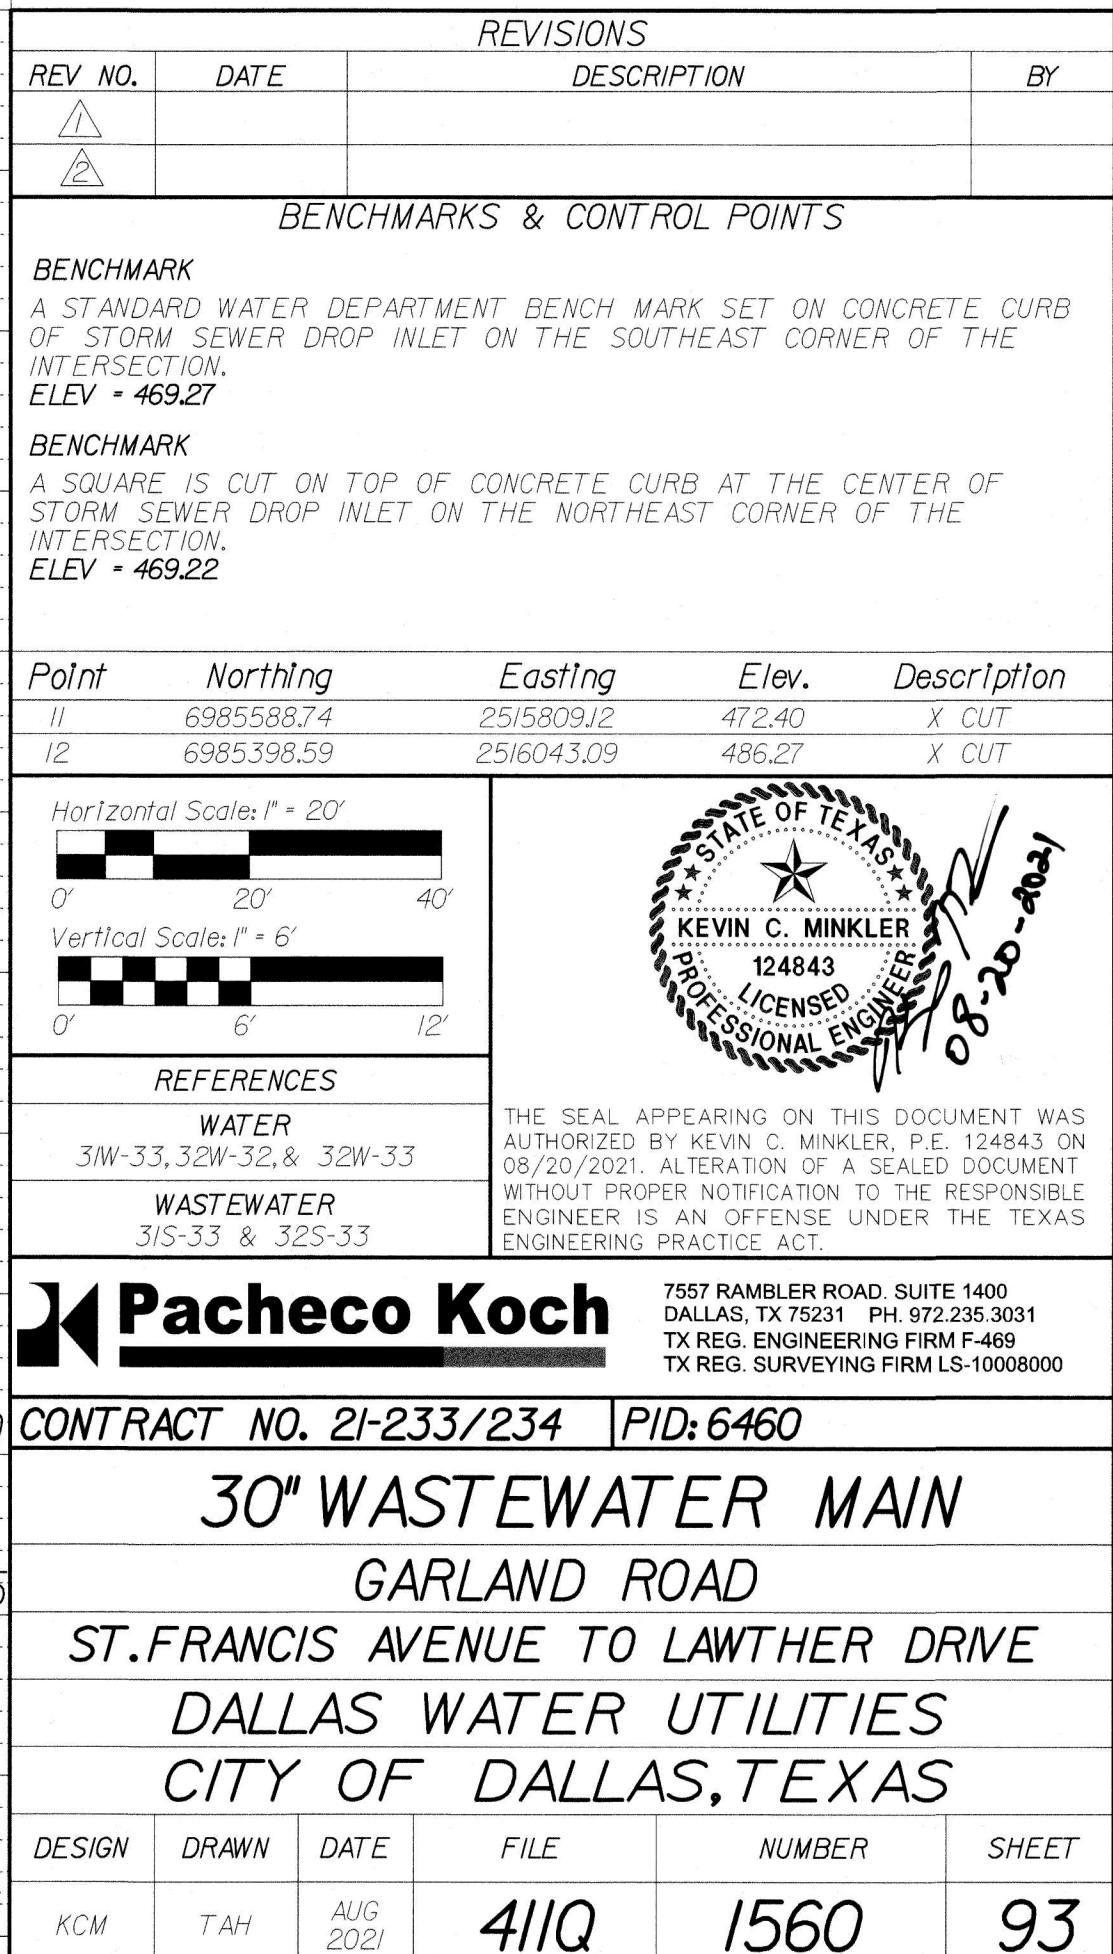 REVISIONS
REV NO. DATE DESCRIPTION BY
1
2
BENCHMARKS & CONTROL POINTS
BENCHMARK
A STANDARD WATER DEPARTMENT BENCH MARK SET ON CONCRETE CURB
OF STORM SEWER DROP INLET ON THE SOUTHEAST CORNER OF THE
INTERSECTION.
ELEV = 469.27
BENCHMARK
A SQUARE IS CUT ON TOP OF CONCRETE CURB AT THE CENTER OF
STORM SEWER DROP INLET ON THE NORTHEAST CORNER OF THE
INTERSECTION.
ELEV = 469.22
Point Northing Easting Elev. Description
11 6985588.74 2515809.12 472.40 X CUT
12 6985398.59 2516043.09 486.27 X CUT
Horizontal Scale: 1" = 20'
0' 20' 40'
Vertical Scale: 1" = 6'
0' 6' 12'
STATE OF TEXAS
KEVIN C. MINKLER
124843
LICENSED
PROFESSIONAL ENGINEER
08-20-2021
REFERENCES
WATER
31W-33, 32W-32, & 32W-33
WASTEWATER
31S-33 & 32S-33
THE SEAL APPEARING ON THIS DOCUMENT WAS
AUTHORIZED BY KEVIN C. MINKLER, P.E. 124843 ON
08/20/2021. ALTERATION OF A SEALED DOCUMENT
WITHOUT PROPER NOTIFICATION TO THE RESPONSIBLE
ENGINEER IS AN OFFENSE UNDER THE TEXAS
ENGINEERING PRACTICE ACT.
Pacheco Koch
7557 RAMBLER ROAD. SUITE 1400
DALLAS, TX 75231 PH. 972.235.3031
TX REG. ENGINEERING FIRM F-469
TX REG. SURVEYING FIRM LS-10008000
CONTRACT NO. 21-233/234 PID: 6460
30" WASTEWATER MAIN
GARLAND ROAD
ST. FRANCIS AVENUE TO LAWTHER DRIVE
DALLAS WATER UTILITIES
CITY OF DALLAS, TEXAS
DESIGN DRAWN DATE FILE NUMBER SHEET
KCM TAH AUG 2021 411Q 1560 93